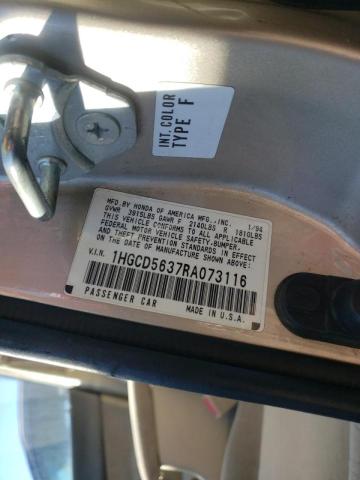 INT.COLOR
TYPE F
MFD. BY HONDA OF AMERICA MFG.,INC. 1/94
GVWR 3915LBS GAWR F 2140LBS R 1810LBS
THIS VEHICLE CONFORMS TO ALL APPLICABLE
FEDERAL MOTOR VEHICLE SAFETY,BUMPER,
AND THEFT PREVENTION STANDARDS IN EFFECT
ON THE DATE OF MANUFACTURE SHOWN ABOVE.
V.I.N. 1HGCD5637RA073116
PASSENGER CAR MADE IN U.S.A.